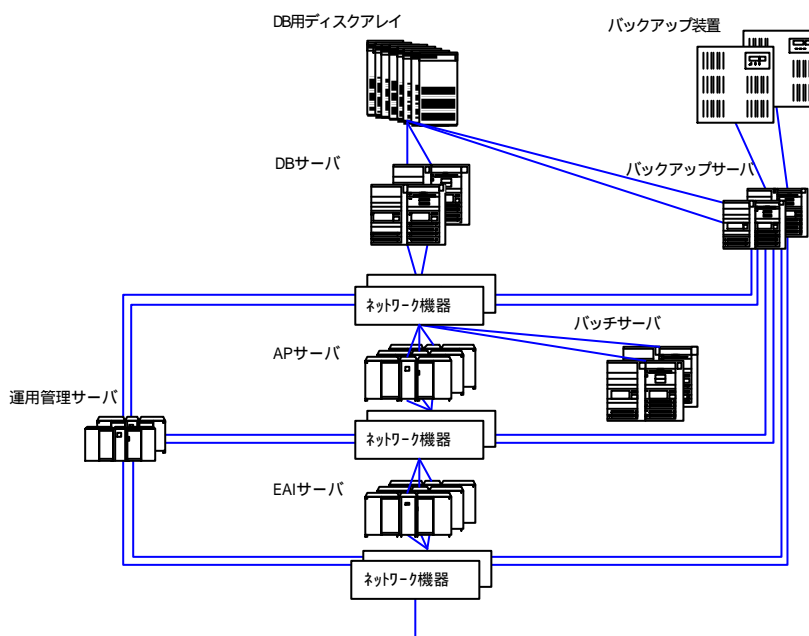 DB用ディスクアレイ
バックアップ装置
DBサーバ
バックアップサーバ
ネットワーク機器
バッチサーバ
APサーバ
運用管理サーバ
ネットワーク機器
EAIサーバ
ネットワーク機器